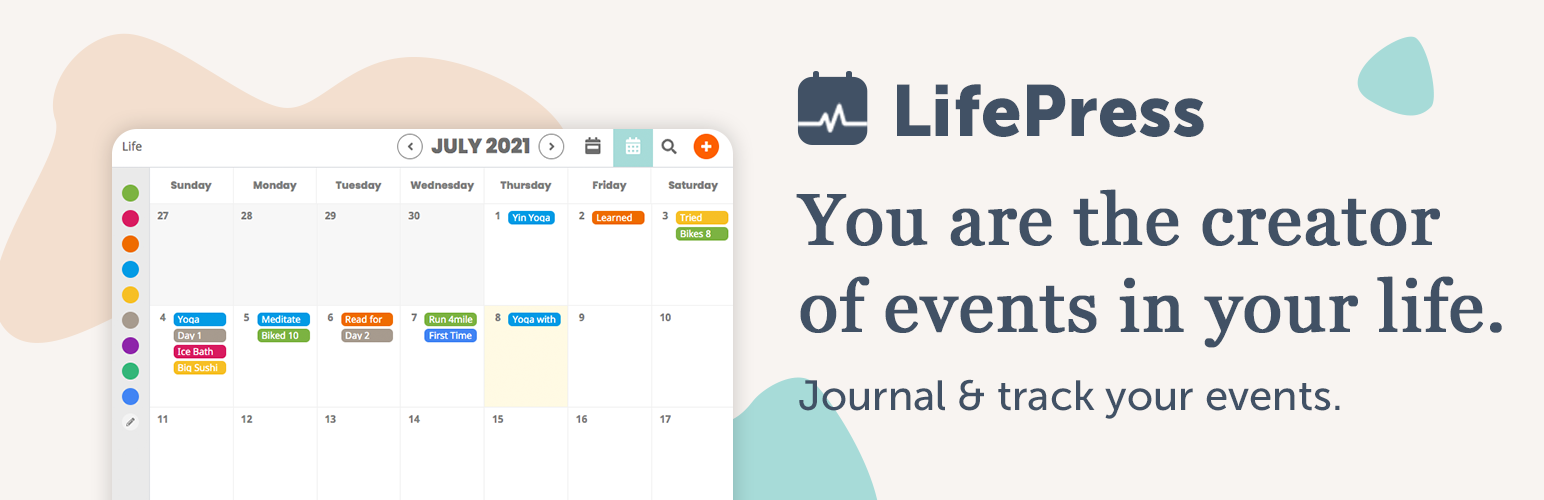 Life
JULY 2021
Sunday Monday Tuesday Wednesday Thursday Friday Saturday
27 28 29 30 1 Yin Yoga 2 Learned 3 Tried
Bikes 8
4 Yoga 5 Meditate 6 Read for 7 Run 4mile 8 Yoga with 9 10
Day 1 Biked 10 Day 2 First Time
Ice Bath
Big Sushi
11 12 13 14 15 16 17
LifePress
You are the creator
of events in your life.
Journal & track your events.